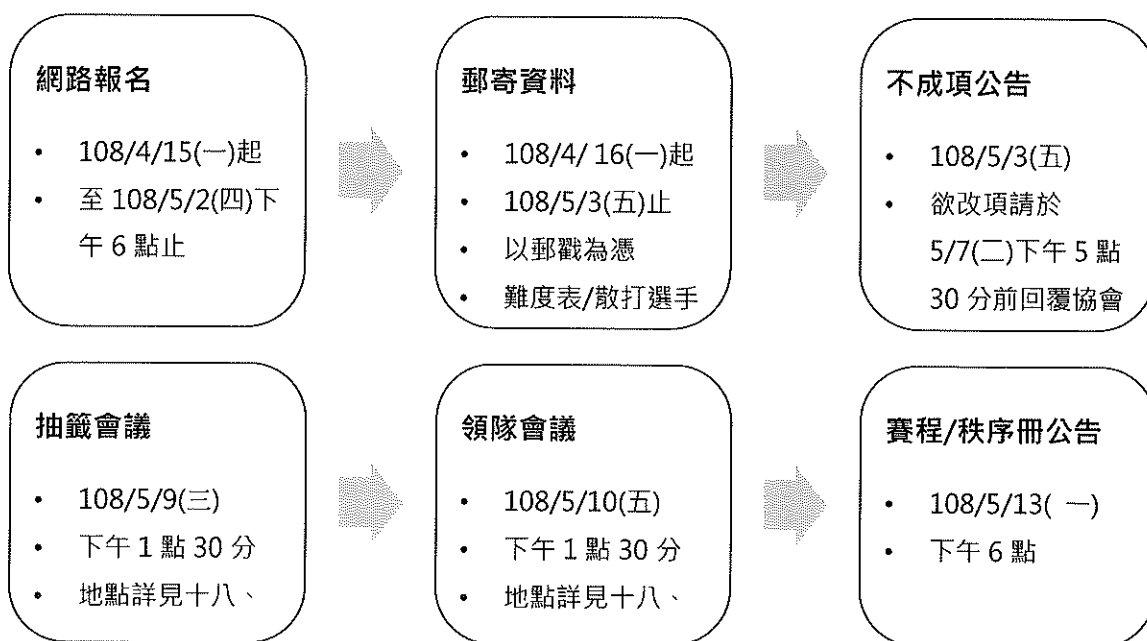 網路報名
• 108/4/15(一)起
• 至 108/5/2(四)下
午 6 點止
郵寄資料
• 108/4/ 16(一)起
• 108/5/3(五)止
• 以郵戳為憑
• 難度表/散打選手
不成項公告
• 108/5/3(五)
• 欲改項請於
5/7(二)下午 5 點
30 分前回覆協會
抽籤會議
• 108/5/9(三)
• 下午 1 點 30 分
• 地點詳見十八、
領隊會議
• 108/5/10(五)
• 下午 1 點 30 分
• 地點詳見十八、
賽程/秩序冊公告
• 108/5/13( 一)
• 下午 6 點